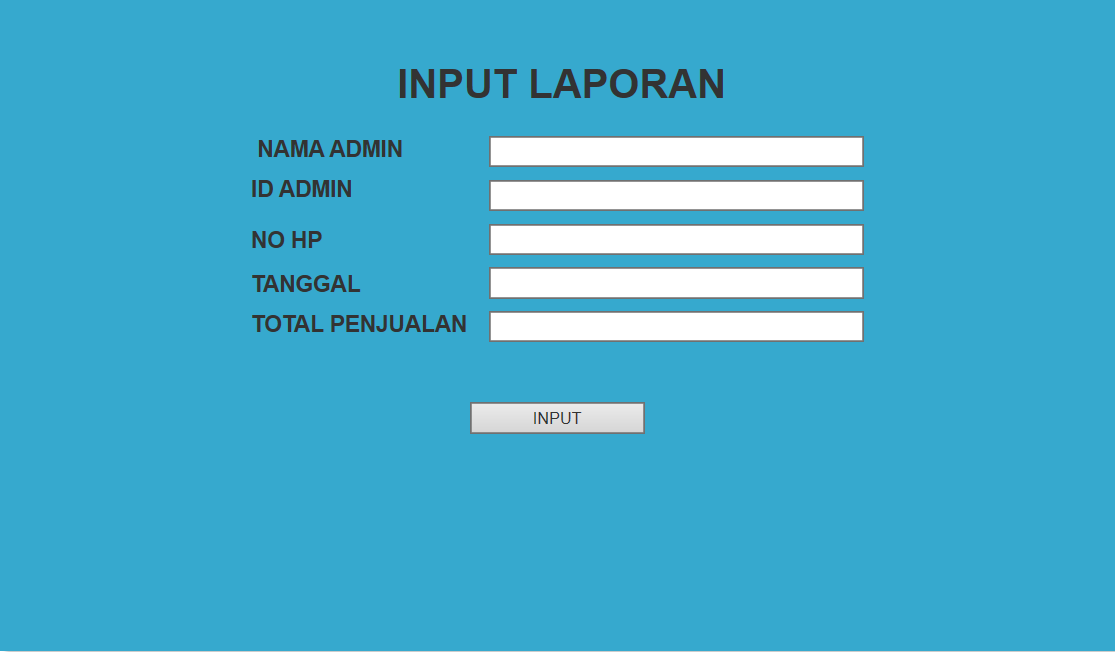 INPUT LAPORAN
NAMA ADMIN
ID ADMIN
NO HP
TANGGAL
TOTAL PENJUALAN
INPUT